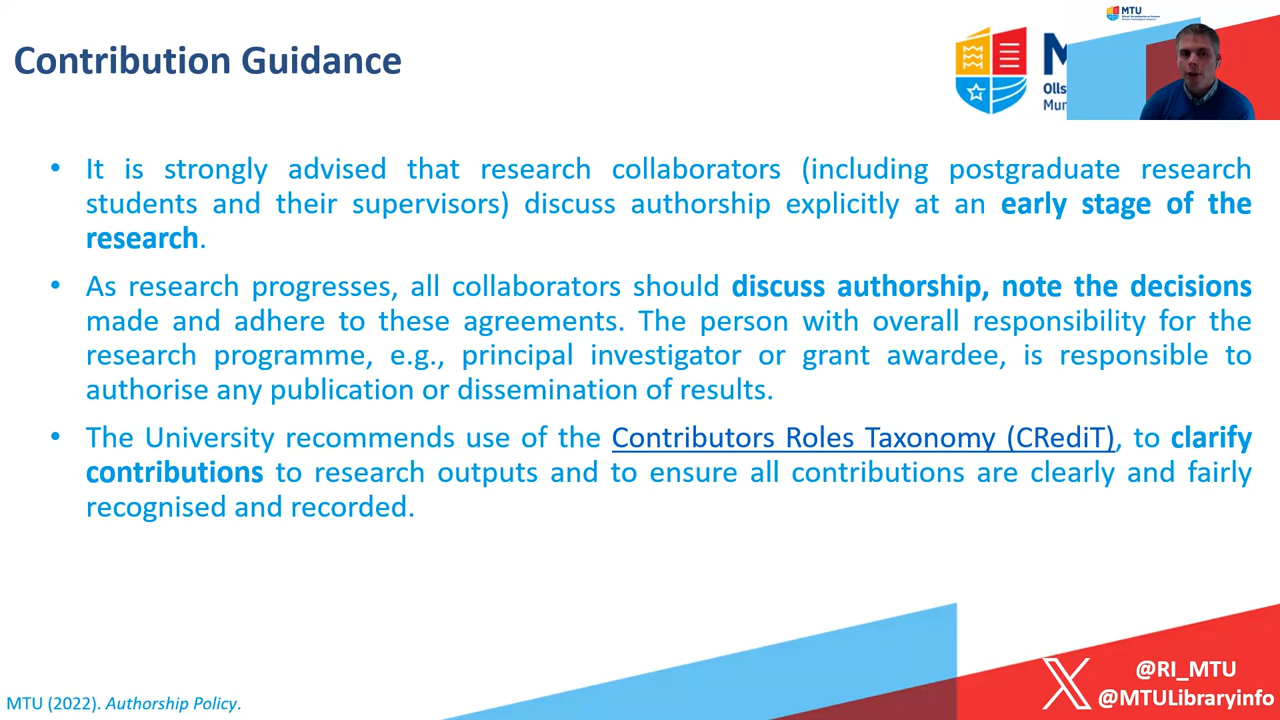 Contribution Guidance
MTU
M
Olls
Mur
• It is strongly advised that research collaborators (including postgraduate research
students and their supervisors) discuss authorship explicitly at an early stage of the
research.
• As research progresses, all collaborators should discuss authorship, note the decisions
made and adhere to these agreements. The person with overall responsibility for the
research programme, e.g., principal investigator or grant awardee, is responsible to
authorise any publication or dissemination of results.
• The University recommends use of the Contributors Roles Taxonomy (CRediT), to clarify
contributions to research outputs and to ensure all contributions are clearly and fairly
recognised and recorded.
@RI_MTU
@MTULibraryinfo
MTU (2022). Authorship Policy.